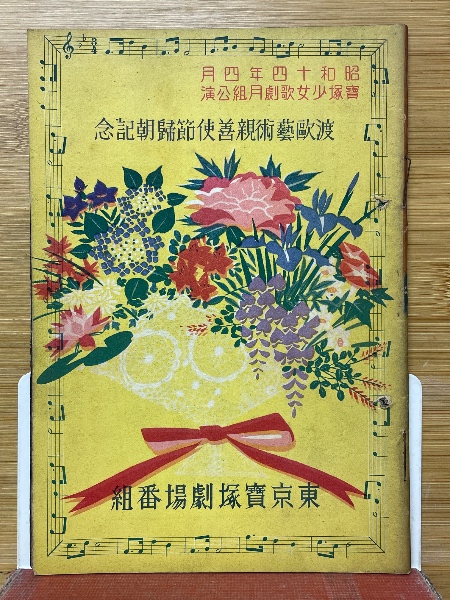 昭和十四年四月
寶塚少女歌劇月組公演
渡歐藝術親善使節歸朝記念
東京寶塚劇場番組